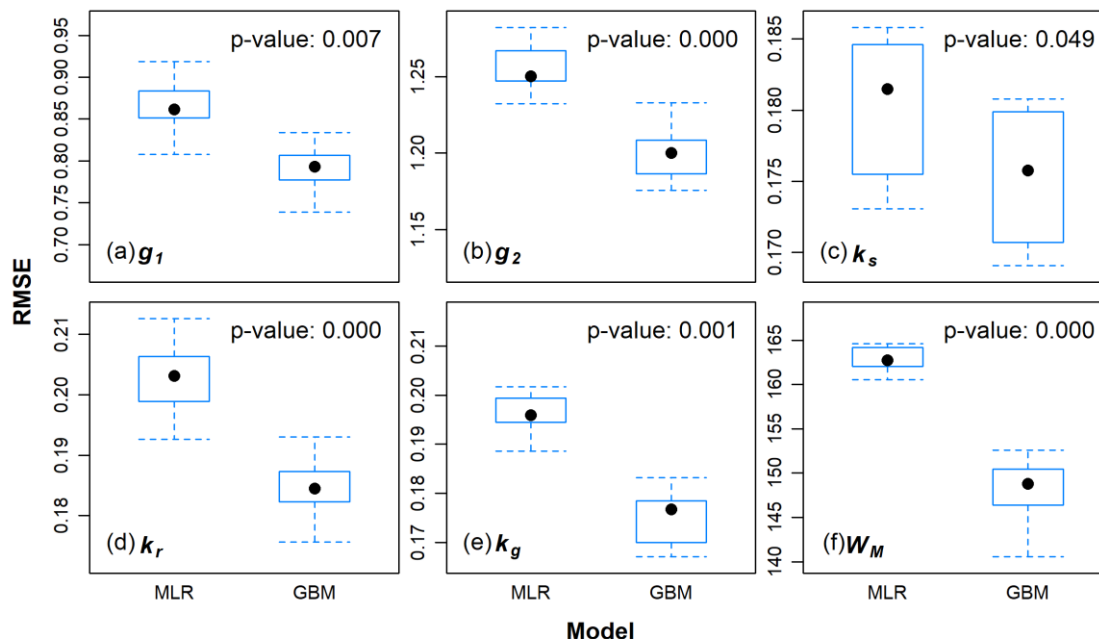 RMSE
0.95
0.90
0.85
0.80
0.75
0.70
p-value: 0.007
(a) g1
1.25
1.20
1.15
p-value: 0.000
(b) g2
0.185
0.180
0.175
0.170
p-value: 0.049
(c) ks
0.21
0.20
0.19
0.18
p-value: 0.000
(d) kr
0.21
0.20
0.19
0.18
0.17
p-value: 0.001
(e) kg
165
160
155
150
145
140
p-value: 0.000
(f) WM
MLR GBM MLR GBM MLR GBM
Model